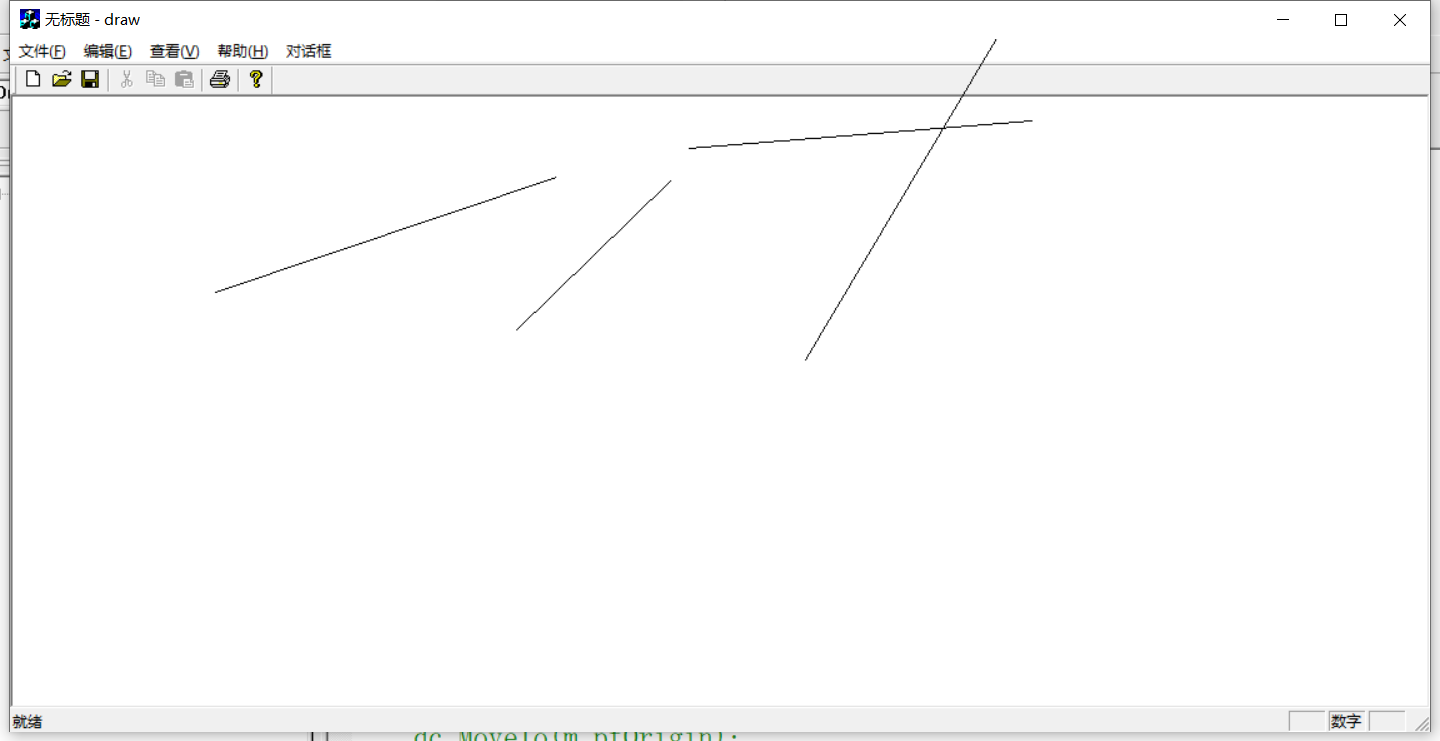 无标题 - draw
文件(F) 编辑(E) 查看(V) 帮助(H) 对话框
就绪
数字
dc.MoveTo(m_ptOrigin);